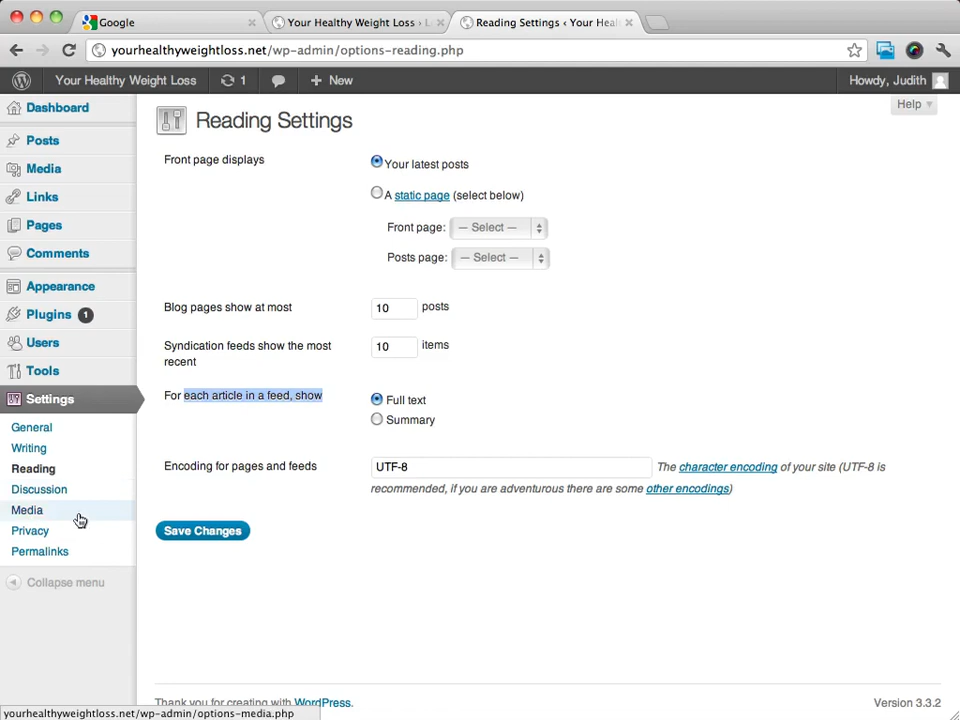 Google
Your Healthy Weight Loss › L
Reading Settings ‹ Your Heal
yourhealthyweightloss.net/wp-admin/options-reading.php
Your Healthy Weight Loss
1
New
Howdy, Judith
Help
Dashboard
Posts
Media
Links
Pages
Comments
Appearance
Plugins 1
Users
Tools
Settings
General
Writing
Reading
Discussion
Media
Privacy
Permalinks
Collapse menu
Reading Settings
Front page displays
Your latest posts
A static page (select below)
Front page: — Select —
Posts page: — Select —
Blog pages show at most 10 posts
Syndication feeds show the most 10 items
recent
For each article in a feed, show
Full text
Summary
Encoding for pages and feeds UTF-8 The character encoding of your site (UTF-8 is
recommended, if you are adventurous there are some other encodings)
Save Changes
Thank you for creating with WordPress.
Version 3.3.2
yourhealthyweightloss.net/wp-admin/options-media.php